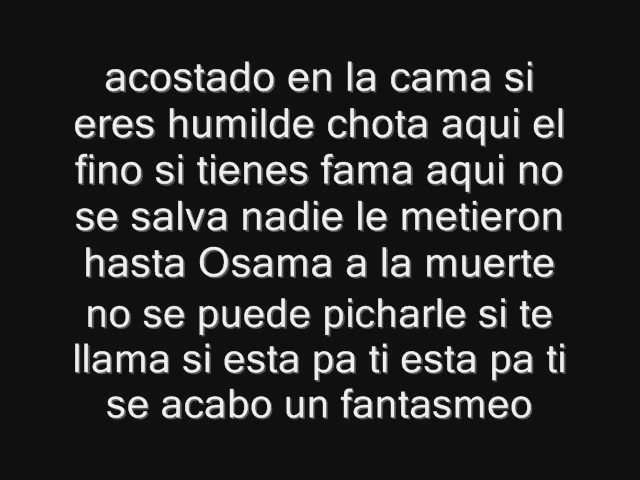 acostado en la cama si
eres humilde chota aqui el
fino si tienes fama aqui no
se salva nadie le metieron
hasta Osama a la muerte
no se puede picharle si te
llama si esta pa ti esta pa ti
se acabo un fantasmeo